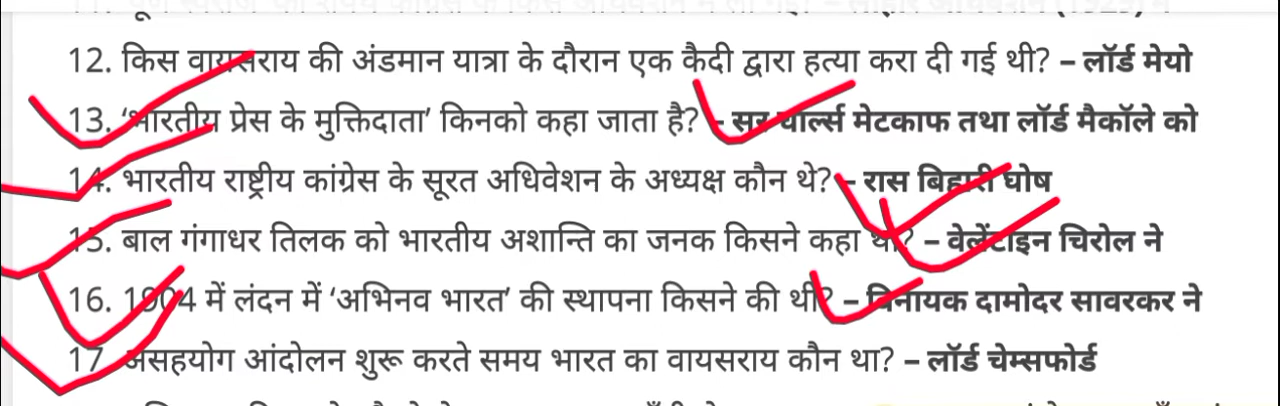 12. किस वायसराय की अंडमान यात्रा के दौरान एक कैदी द्वारा हत्या करा दी गई थी? – लॉर्ड मेयो
13. ‘भारतीय प्रेस के मुक्तिदाता’ किनको कहा जाता है? – सर चार्ल्स मेटकाफ तथा लॉर्ड मैकॉले को
14. भारतीय राष्ट्रीय कांग्रेस के सूरत अधिवेशन के अध्यक्ष कौन थे? – रास बिहारी घोष
15. बाल गंगाधर तिलक को भारतीय अशान्ति का जनक किसने कहा था? – वेलेंटाइन चिरोल ने
16. 1904 में लंदन में ‘अभिनव भारत’ की स्थापना किसने की थी? – विनायक दामोदर सावरकर ने
17. असहयोग आंदोलन शुरू करते समय भारत का वायसराय कौन था? – लॉर्ड चेम्सफोर्ड